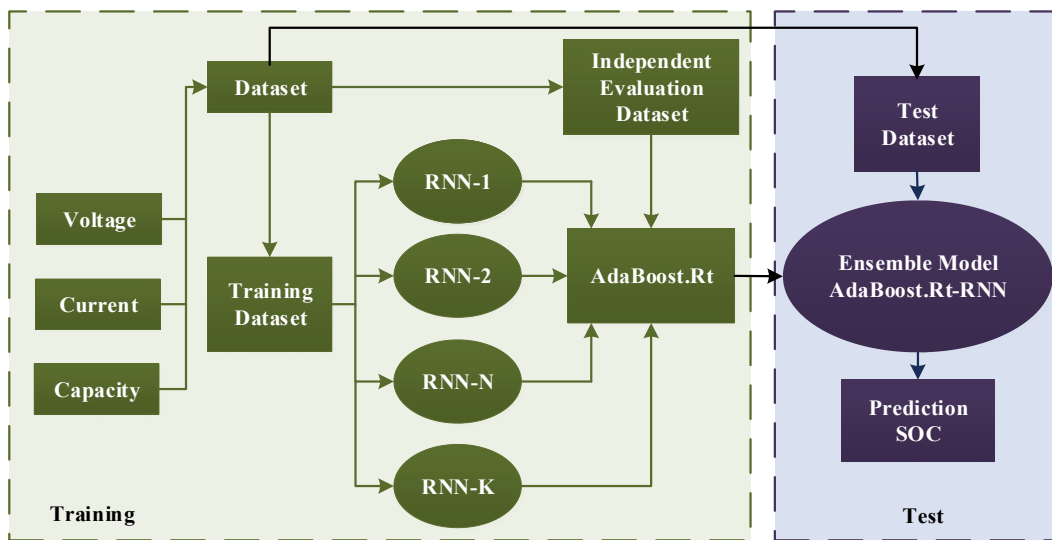 Dataset
Independent
Evaluation
Dataset
Test
Dataset
Voltage
Current
Capacity
Training
Dataset
RNN-1
RNN-2
RNN-N
RNN-K
AdaBoost.Rt
Ensemble Model
AdaBoost.Rt-RNN
Prediction
SOC
Training
Test